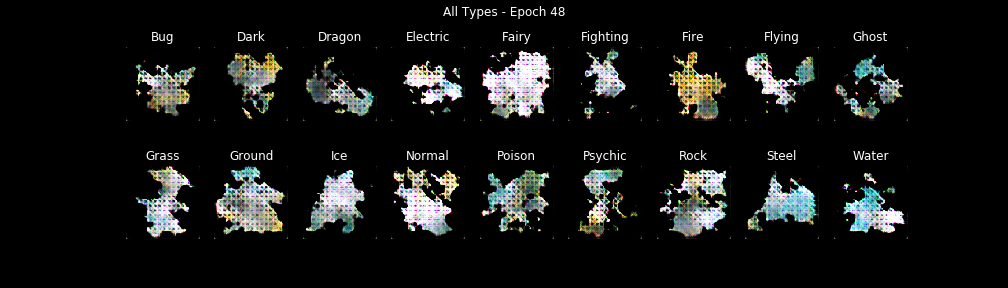 All Types - Epoch 48
Bug Dark Dragon Electric Fairy Fighting Fire Flying Ghost
Grass Ground Ice Normal Poison Psychic Rock Steel Water